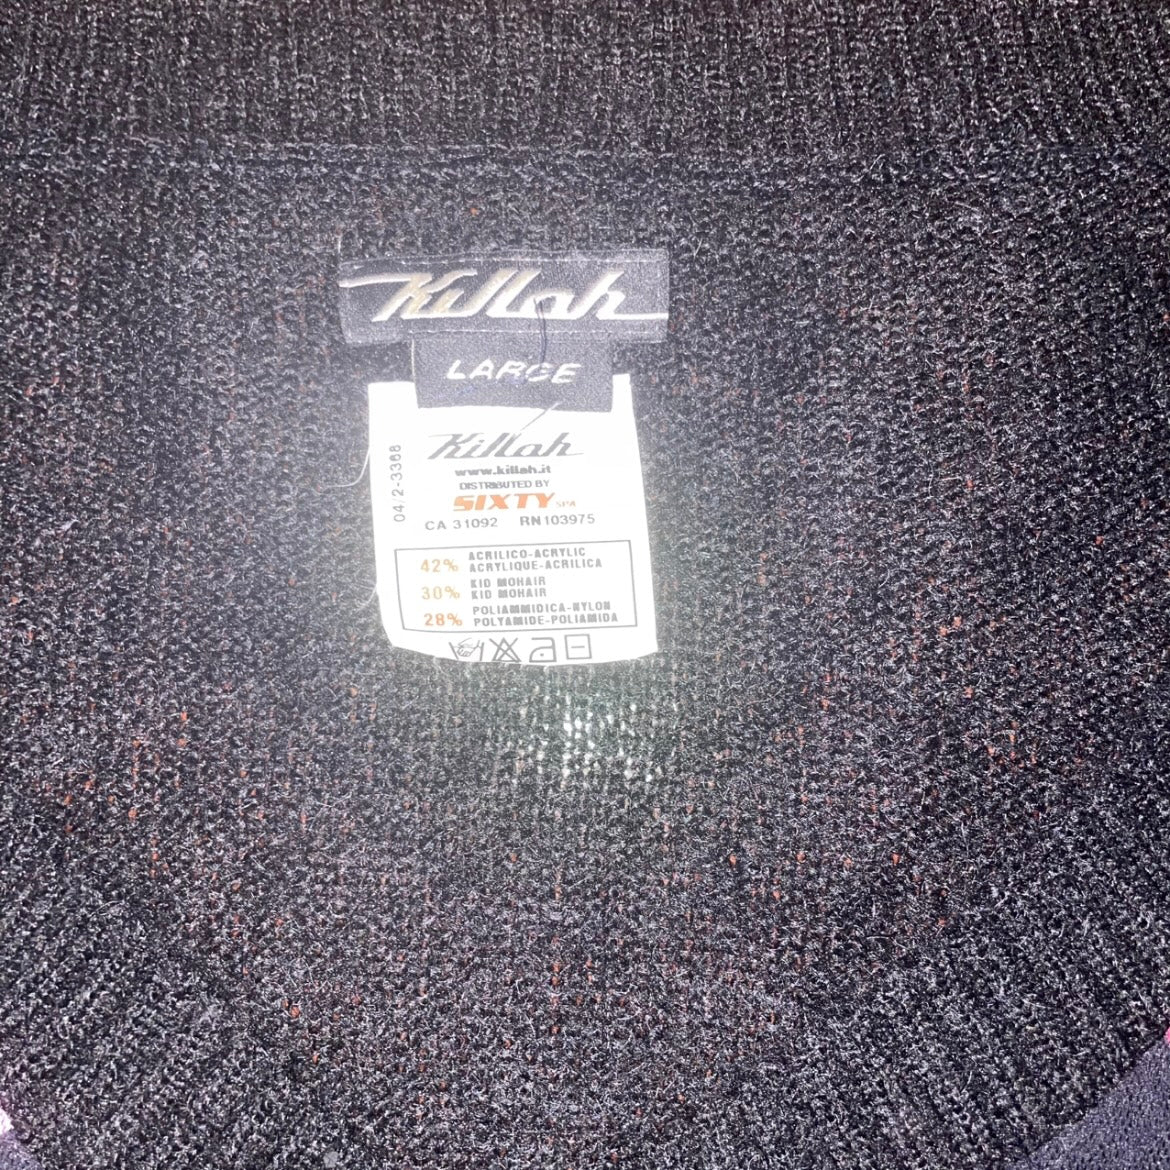 Killah
LARGE
Killah
www.killah.it
DISTRIBUTED BY
SIXTY SPA
CA 31092 RN103975
04/2-3368
42% ACRILICO-ACRYLIC
ACRYLIQUE-ACRILICA
30% KID MOHAIR
KID MOHAIR
28% POLIAMMIDICA-NYLON
POLYAMIDE-POLIAMIDA